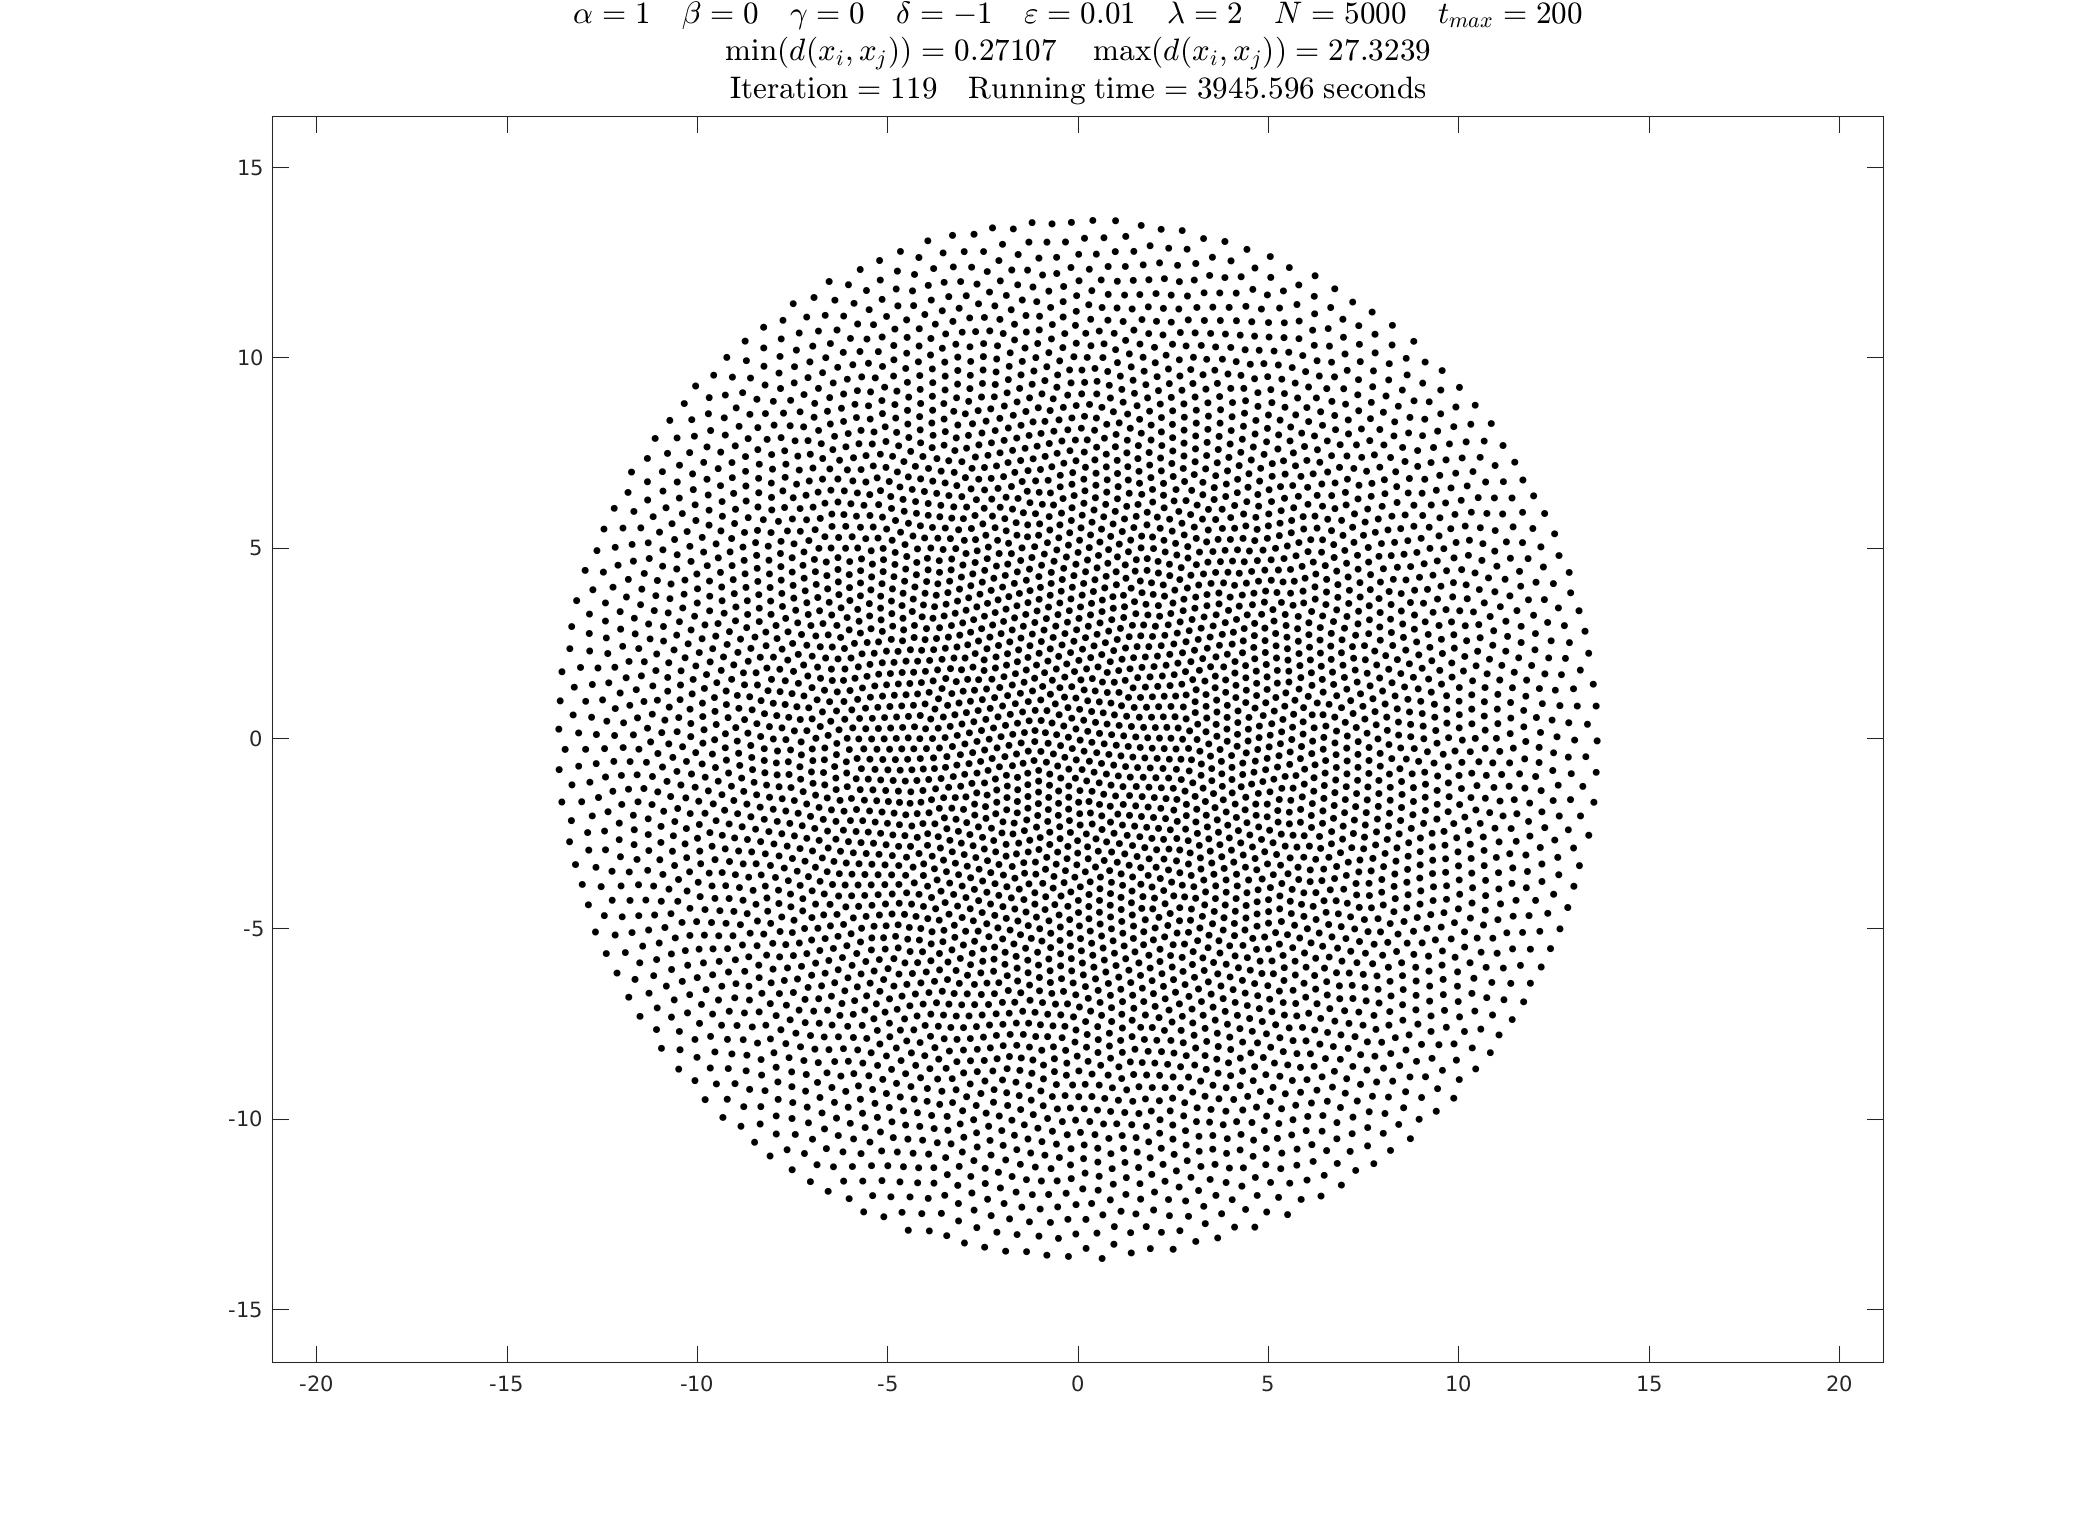 α = 1 β = 0 γ = 0 δ = −1 ε = 0.01 λ = 2 N = 5000 t_{max} = 200
min(d(x_i, x_j)) = 0.27107 max(d(x_i, x_j)) = 27.3239
Iteration = 119 Running time = 3945.596 seconds
15
10
5
0
-5
-10
-15
-20 -15 -10 -5 0 5 10 15 20